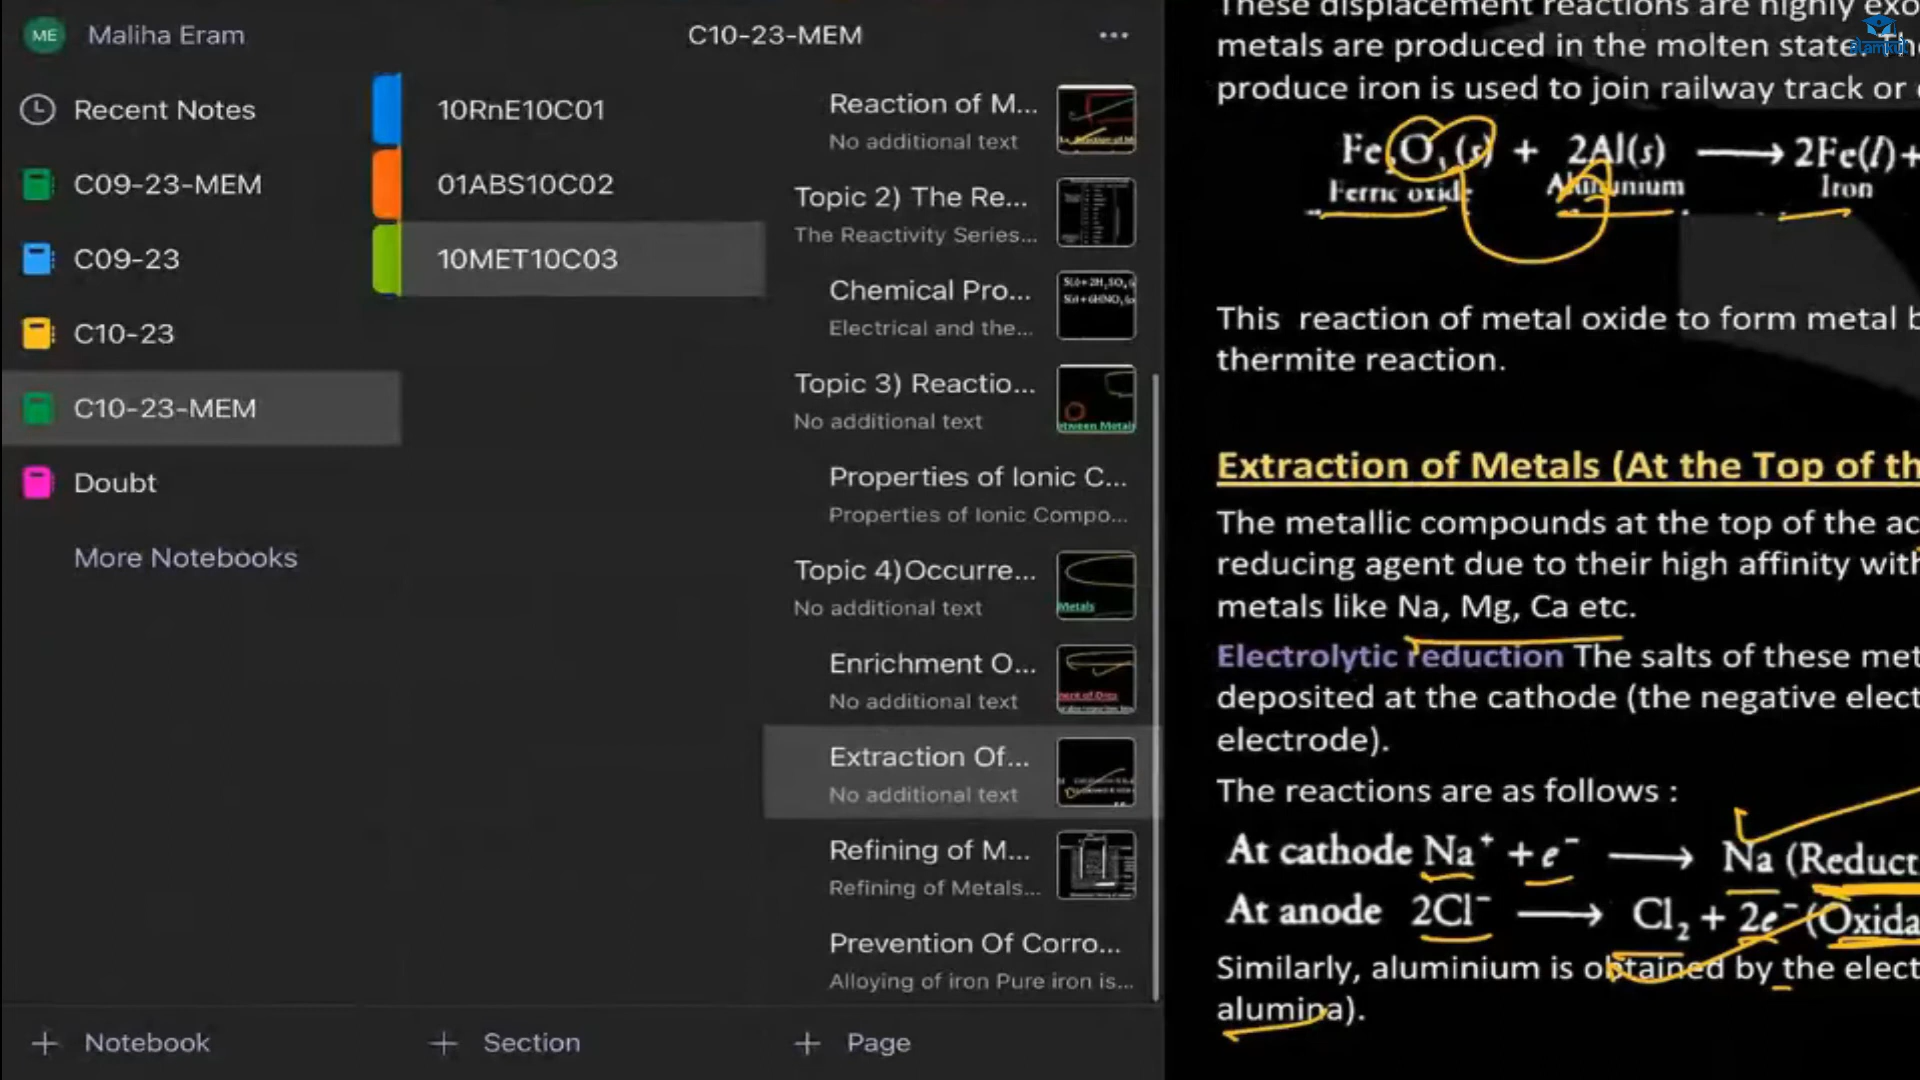 ME Maliha Eram
C10-23-MEM
Recent Notes
C09-23-MEM
C09-23
C10-23
C10-23-MEM
Doubt
More Notebooks
10RnE10C01
01ABS10C02
10MET10C03
Reaction of M...
No additional text
Topic 2) The Re...
The Reactivity Series...
Chemical Pro...
Electrical and the...
Topic 3) Reactio...
No additional text
Properties of Ionic C...
Properties of Ionic Compo...
Topic 4)Occurre...
No additional text
Metals
Enrichment O...
No additional text
Extraction Of...
No additional text
Refining of M...
Refining of Metals...
Prevention Of Corro...
Alloying of iron Pure iron is...
+ Notebook
+ Section
+ Page
These displacement reactions are highly exo
metals are produced in the molten state. Th
produce iron is used to join railway track or
Fe₂O₃(s) + 2Al(s) ⟶ 2Fe(l)+
Ferric oxide Aluminium Iron
This reaction of metal oxide to form metal b
thermite reaction.
Extraction of Metals (At the Top of th
The metallic compounds at the top of the ac
reducing agent due to their high affinity wit
metals like Na, Mg, Ca etc.
Electrolytic reduction The salts of these met
deposited at the cathode (the negative elect
electrode).
The reactions are as follows :
At cathode Na⁺ + e⁻ ⟶ Na (Reduct
At anode 2Cl⁻ ⟶ Cl₂ + 2e⁻ (Oxida
Similarly, aluminium is obtained by the elect
alumina).